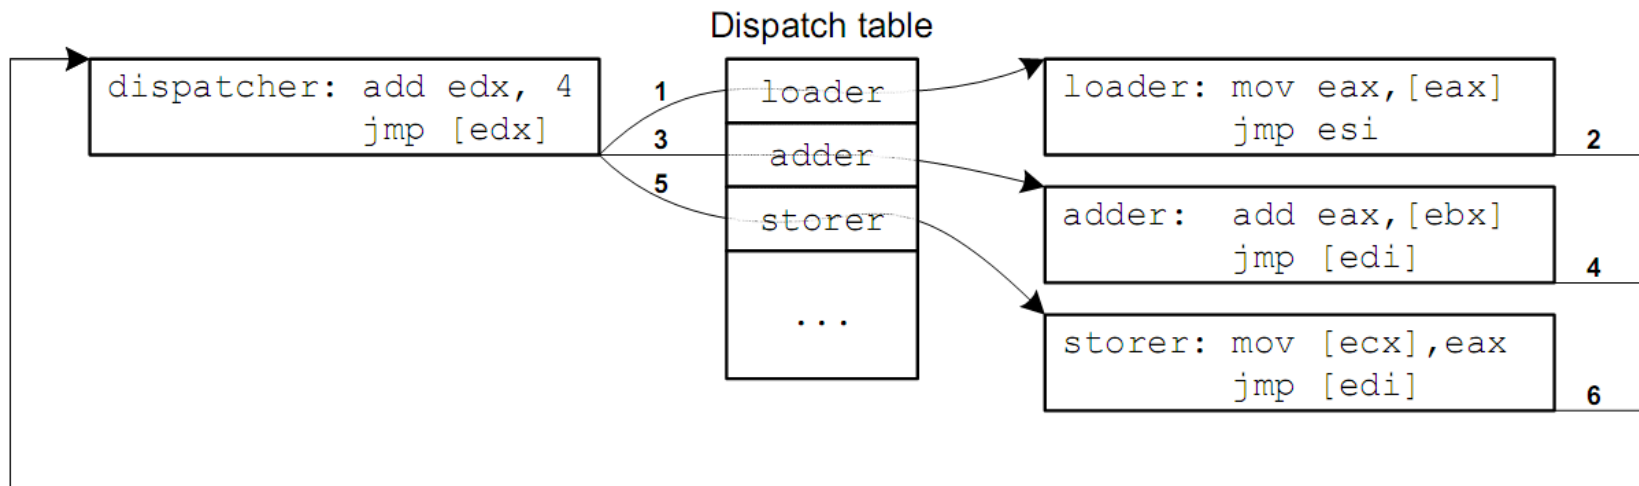 Dispatch table
dispatcher: add edx, 4
jmp [edx]
1
3
5
loader
adder
storer
...
loader: mov eax,[eax]
jmp esi
2
adder: add eax,[ebx]
jmp [edi]
4
storer: mov [ecx],eax
jmp [edi]
6